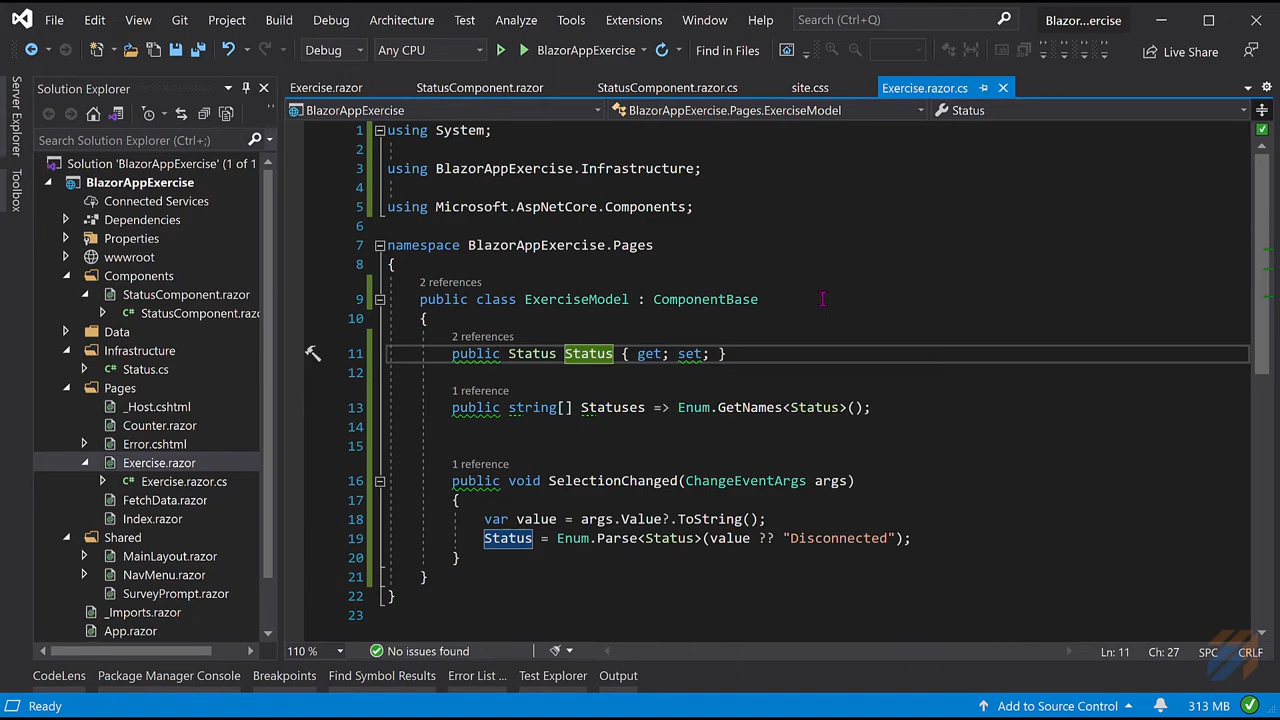 File Edit View Git Project Build Debug Architecture Test Analyze Tools Extensions Window Help Search (Ctrl+Q) Blazor...ercise
Debug Any CPU BlazorAppExercise Find in Files Live Share
Server Explorer
Toolbox
Solution Explorer
Search Solution Explorer (Ctrl+;)
Solution 'BlazorAppExercise' (1 of 1
BlazorAppExercise
Connected Services
Dependencies
Properties
wwwroot
Components
StatusComponent.razor
StatusComponent.razo
Data
Infrastructure
Status.cs
Pages
_Host.cshtml
Counter.razor
Error.cshtml
Exercise.razor
Exercise.razor.cs
FetchData.razor
Index.razor
Shared
MainLayout.razor
NavMenu.razor
SurveyPrompt.razor
_Imports.razor
App.razor
Exercise.razor StatusComponent.razor StatusComponent.razor.cs site.css Exercise.razor.cs
BlazorAppExercise BlazorAppExercise.Pages.ExerciseModel Status
1 using System;
2
3 using BlazorAppExercise.Infrastructure;
4
5 using Microsoft.AspNetCore.Components;
6
7 namespace BlazorAppExercise.Pages
8 {
2 references
9 public class ExerciseModel : ComponentBase
10 {
2 references
11 public Status Status { get; set; }
12
1 reference
13 public string[] Statuses => Enum.GetNames<Status>();
14
15
1 reference
16 public void SelectionChanged(ChangeEventArgs args)
17 {
18 var value = args.Value?.ToString();
19 Status = Enum.Parse<Status>(value ?? "Disconnected");
20 }
21 }
22 }
23
110 % No issues found Ln: 11 Ch: 27 SPC CRLF
CodeLens Package Manager Console Breakpoints Find Symbol Results Error List ... Test Explorer Output
Ready Add to Source Control 313 MB